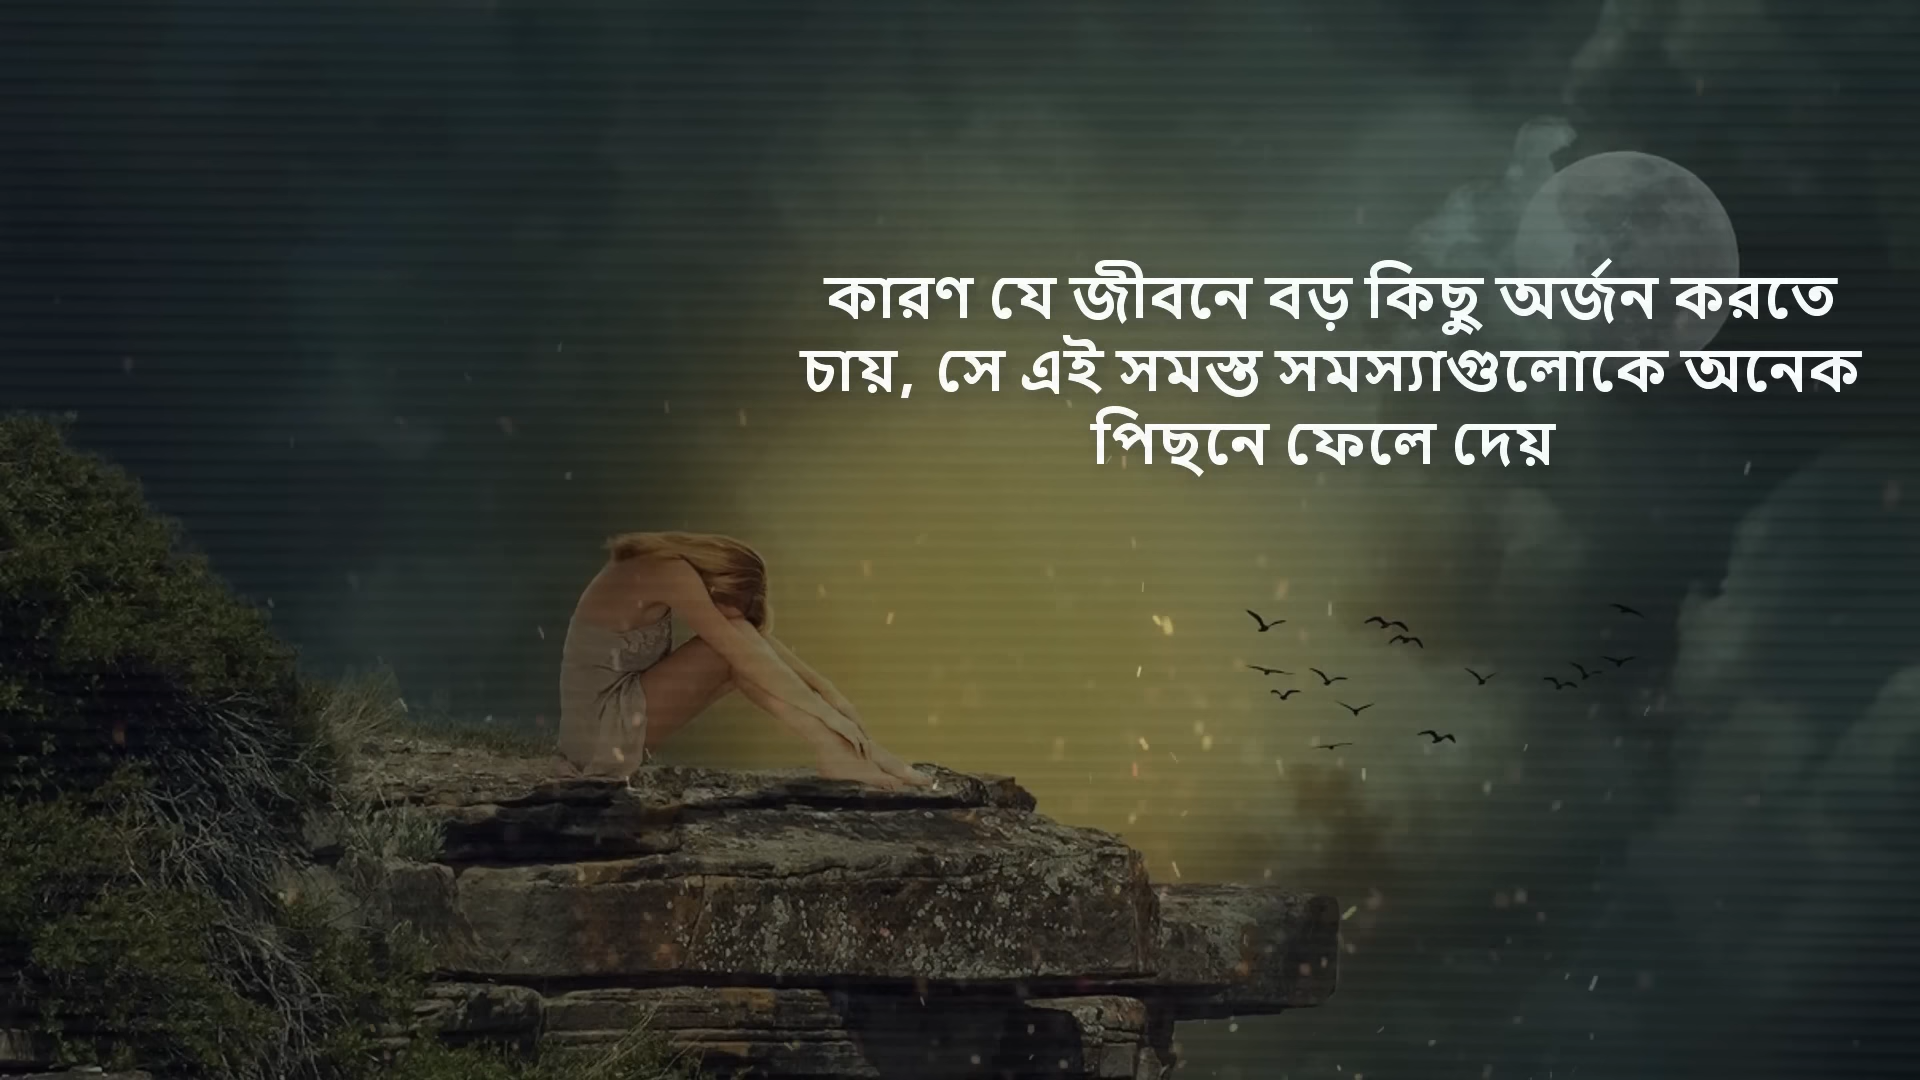 কারণ যে জীবনে বড় কিছু অর্জন করতে
চায়, সে এই সমস্ত সমস্যাগুলোকে অনেক
পিছনে ফেলে দেয়